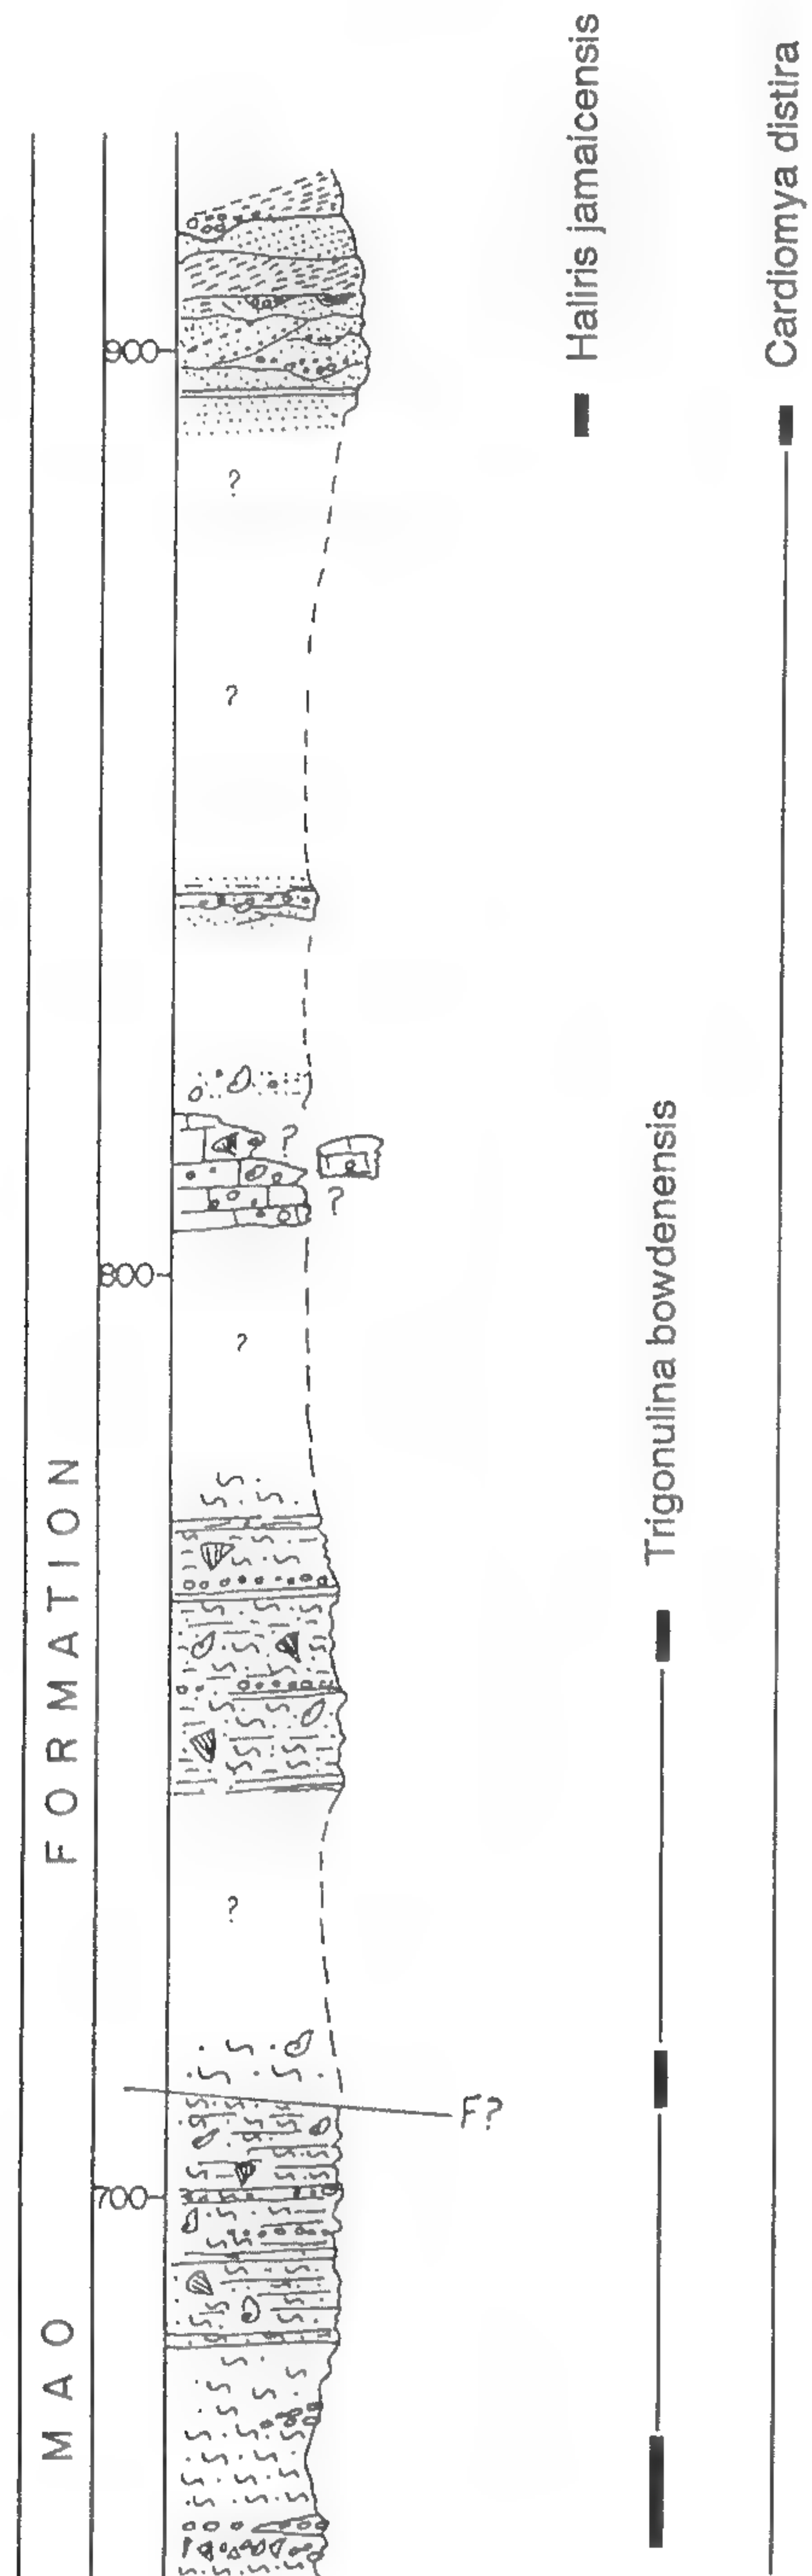 Haliris jamaicensis
Cardiomya distira
900
?
?
?
?
800
?
Trigonulina bowdenensis
?
F?
700
MAO FORMATION